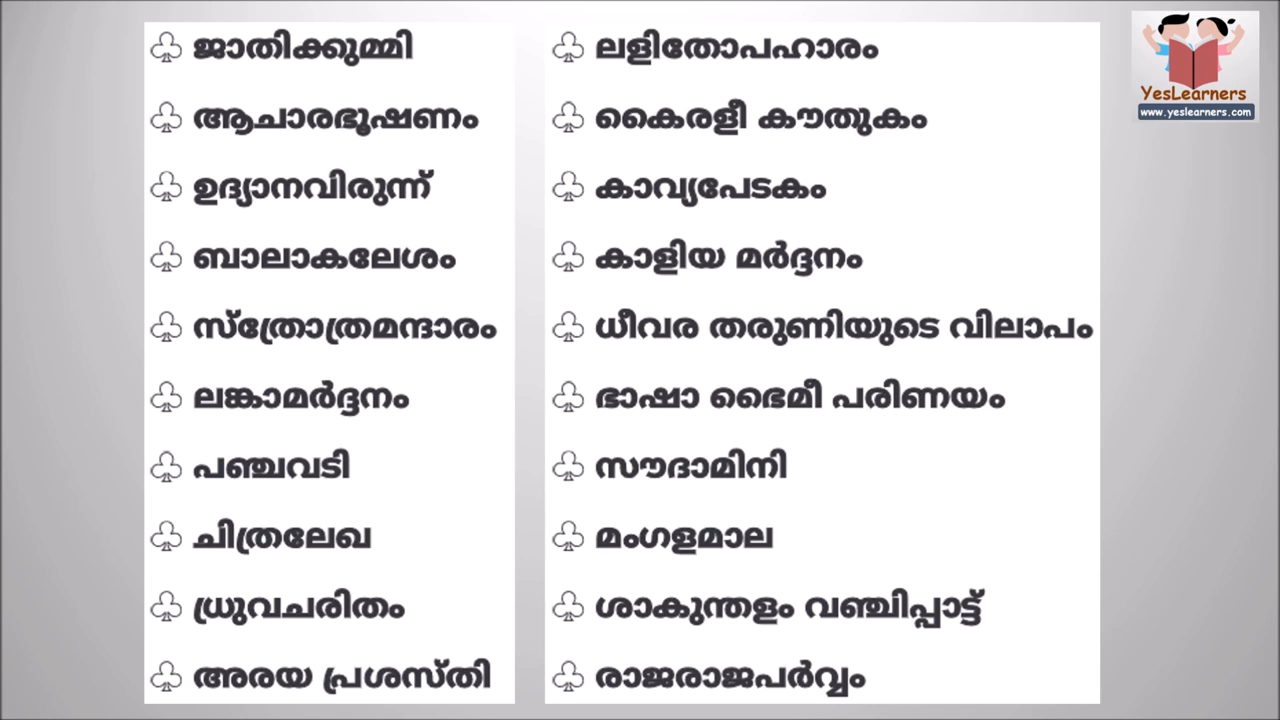 ജാതിക്കുമ്മി
ആചാരഭൂഷണം
ഉദ്യാനവിരുന്ന്
ബാലാകലേശം
സ്ത്രോത്രമന്ദാരം
ലങ്കാമർദ്ദനം
പഞ്ചവടി
ചിത്രലേഖ
ധ്രുവചരിതം
അരയ പ്രശസ്തി
ലളിതോപഹാരം
കൈരളീ കൗതുകം
കാവ്യപേടകം
കാളിയ മർദ്ദനം
ധീവര തരുണിയുടെ വിലാപം
ഭാഷാ ഭൈമീ പരിണയം
സൗദാമിനി
മംഗളമാല
ശാകുന്തളം വഞ്ചിപ്പാട്ട്
രാജരാജപർവ്വം
YesLearners
www.yeslearners.com